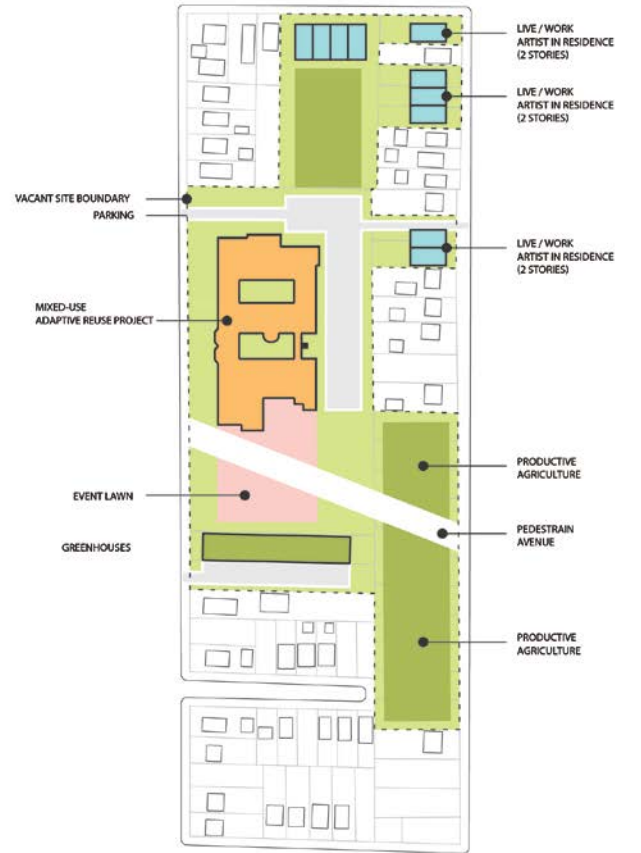 LIVE / WORK
ARTIST IN RESIDENCE
(2 STORIES)
LIVE / WORK
ARTIST IN RESIDENCE
(2 STORIES)
VACANT SITE BOUNDARY
PARKING
LIVE / WORK
ARTIST IN RESIDENCE
(2 STORIES)
MIXED-USE
ADAPTIVE REUSE PROJECT
PRODUCTIVE
AGRICULTURE
EVENT LAWN
PEDESTRAIN
AVENUE
GREENHOUSES
PRODUCTIVE
AGRICULTURE